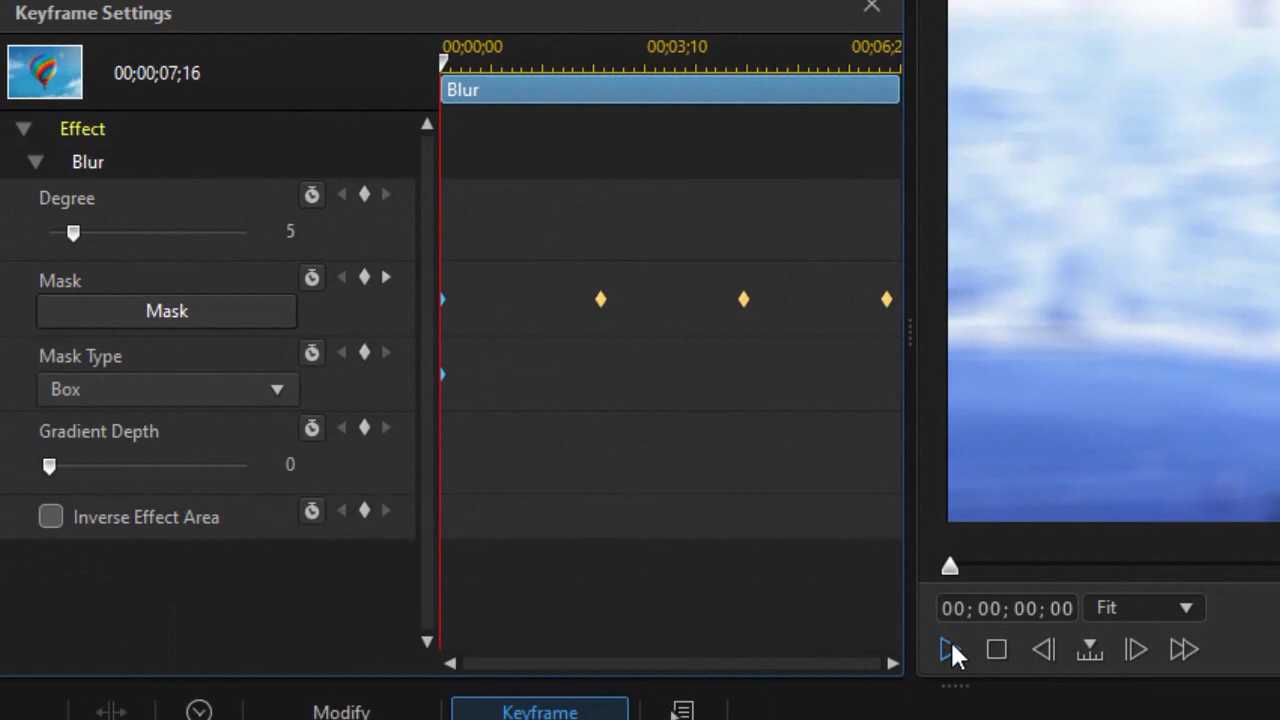 Keyframe Settings
00;00;00 00;03;10 00;06;2
00;00;07;16
Blur
Effect
Blur
Degree
5
Mask
Mask
Mask Type
Box
Gradient Depth
0
Inverse Effect Area
00; 00; 00; 00 Fit
Modify Keyframe